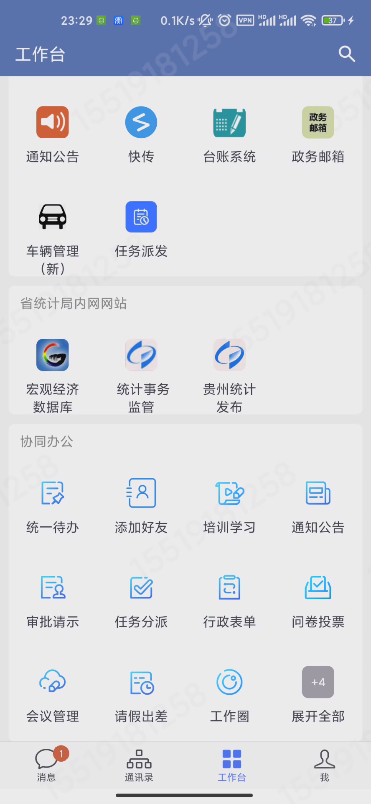 23:29 0.1K/s HD HD VPN 37
工作台
通知公告 快传 台账系统 政务邮箱
政务
邮箱
车辆管理 任务派发
（新）
省统计局内网网站
宏观经济 统计事务 贵州统计
数据库 监管 发布
协同办公
统一待办 添加好友 培训学习 通知公告
审批请示 任务分派 行政表单 问卷投票
+4
会议管理 请假出差 工作圈 展开全部
1
消息 通讯录 工作台 我
15519181258